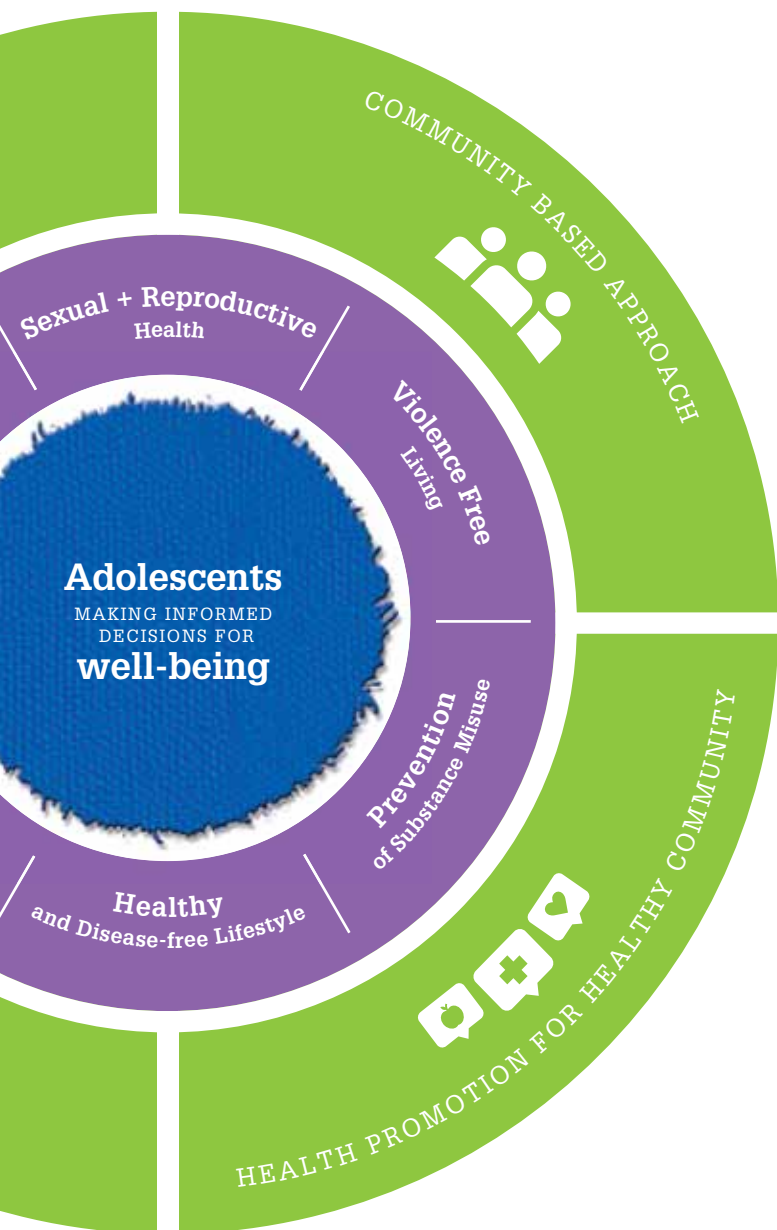 COMMUNITY BASED APPROACH
Sexual + Reproductive
Health
Violence Free
Living
Adolescents
MAKING INFORMED
DECISIONS FOR
well-being
Prevention
of Substance Misuse
Healthy
and Disease-free Lifestyle
HEALTH PROMOTION FOR HEALTHY COMMUNITY